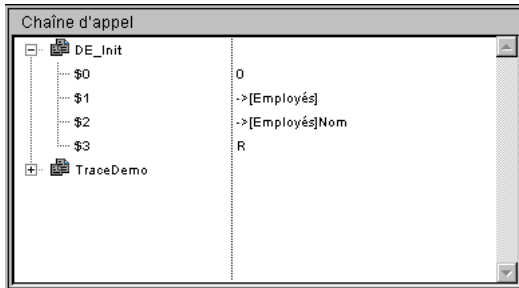 Chaîne d'appel
DE_Init
$0 0
$1 ->[Employés]
$2 ->[Employés]Nom
$3 R
TraceDemo